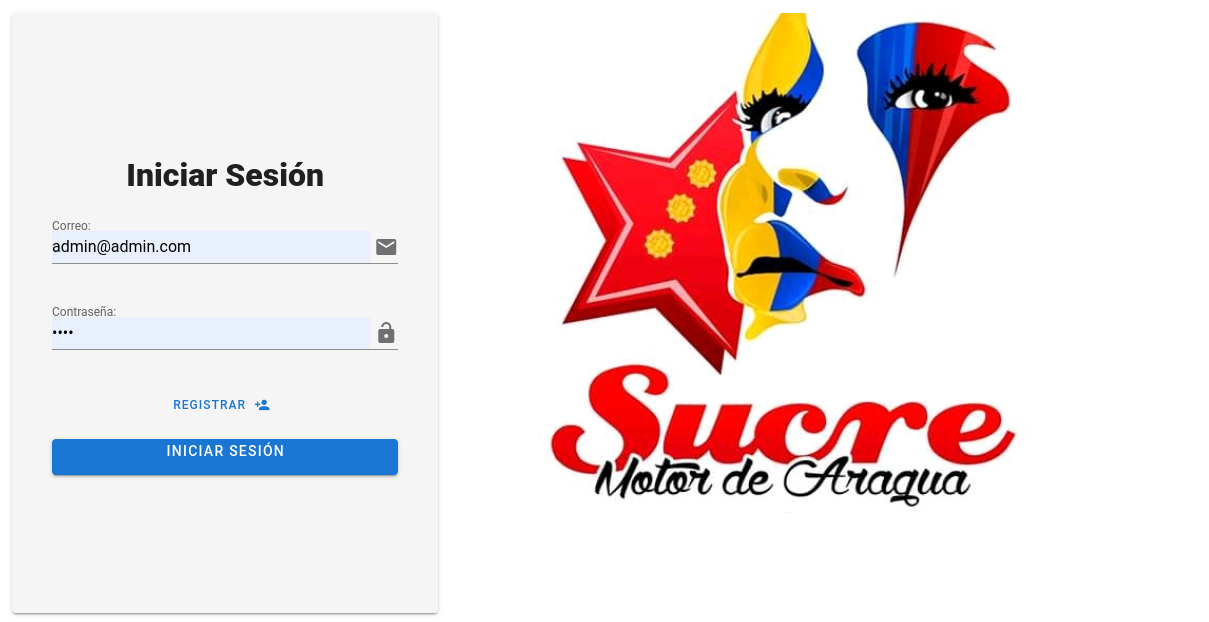 Iniciar Sesión
Correo:
admin@admin.com
Contraseña:
••••
REGISTRAR
INICIAR SESIÓN
Sucre
Motor de Aragua